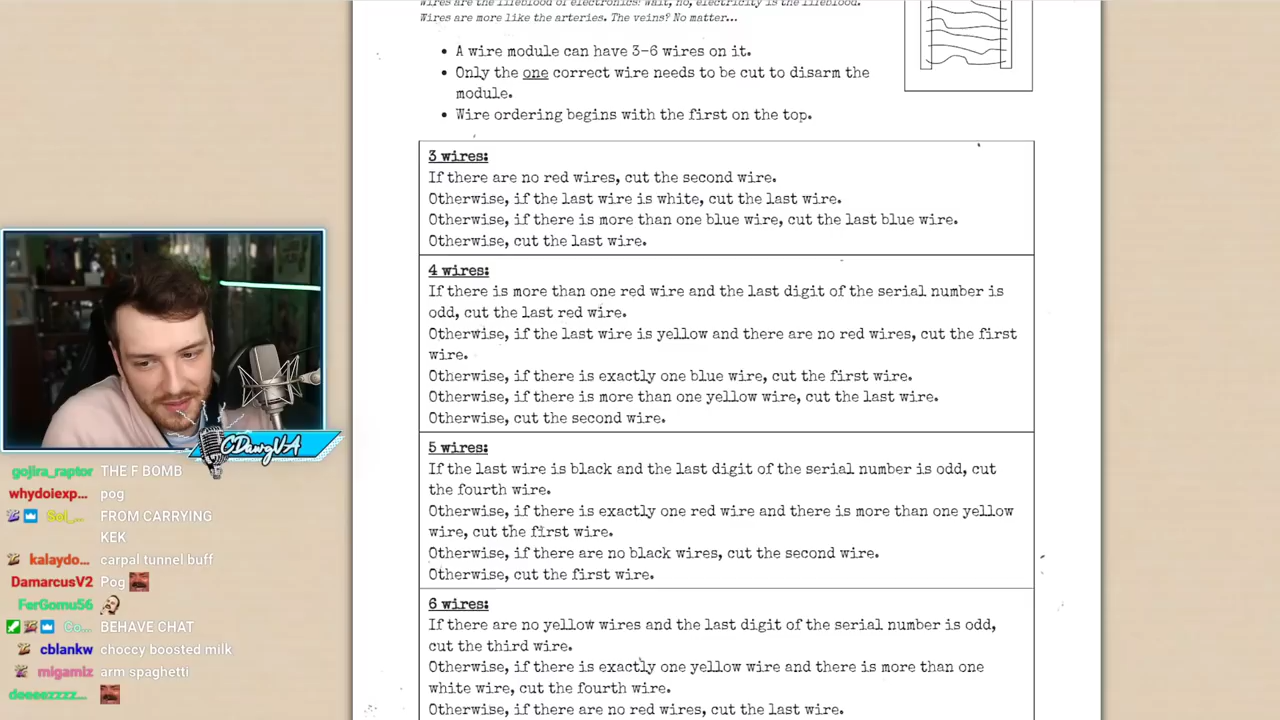 Wires are the lifeblood of electronics! Wait, no, electricity is the lifeblood.
Wires are more like the arteries. The veins? No matter…
• A wire module can have 3-6 wires on it.
• Only the one correct wire needs to be cut to disarm the
module.
• Wire ordering begins with the first on the top.
3 wires:
If there are no red wires, cut the second wire.
Otherwise, if the last wire is white, cut the last wire.
Otherwise, if there is more than one blue wire, cut the last blue wire.
Otherwise, cut the last wire.
4 wires:
If there is more than one red wire and the last digit of the serial number is
odd, cut the last red wire.
Otherwise, if the last wire is yellow and there are no red wires, cut the first
wire.
Otherwise, if there is exactly one blue wire, cut the first wire.
Otherwise, if there is more than one yellow wire, cut the last wire.
Otherwise, cut the second wire.
5 wires:
If the last wire is black and the last digit of the serial number is odd, cut
the fourth wire.
Otherwise, if there is exactly one red wire and there is more than one yellow
wire, cut the first wire.
Otherwise, if there are no black wires, cut the second wire.
Otherwise, cut the first wire.
6 wires:
If there are no yellow wires and the last digit of the serial number is odd,
cut the third wire.
Otherwise, if there is exactly one yellow wire and there is more than one
white wire, cut the fourth wire.
Otherwise, if there are no red wires, cut the last wire.
CDawgVA
gojira_raptor THE F BOMB
whydoiexp… pog
Sol_… FROM CARRYING
KEK
kalaydo… carpal tunnel buff
DamarcusV2 Pog
FerGomu56
Co… BEHAVE CHAT
cblankw choccy boosted milk
migamiz arm spaghetti
deeezzzz…